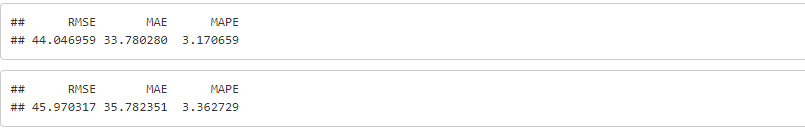 ## RMSE MAE MAPE
## 44.046959 33.780280 3.170659
## RMSE MAE MAPE
## 45.970317 35.782351 3.362729